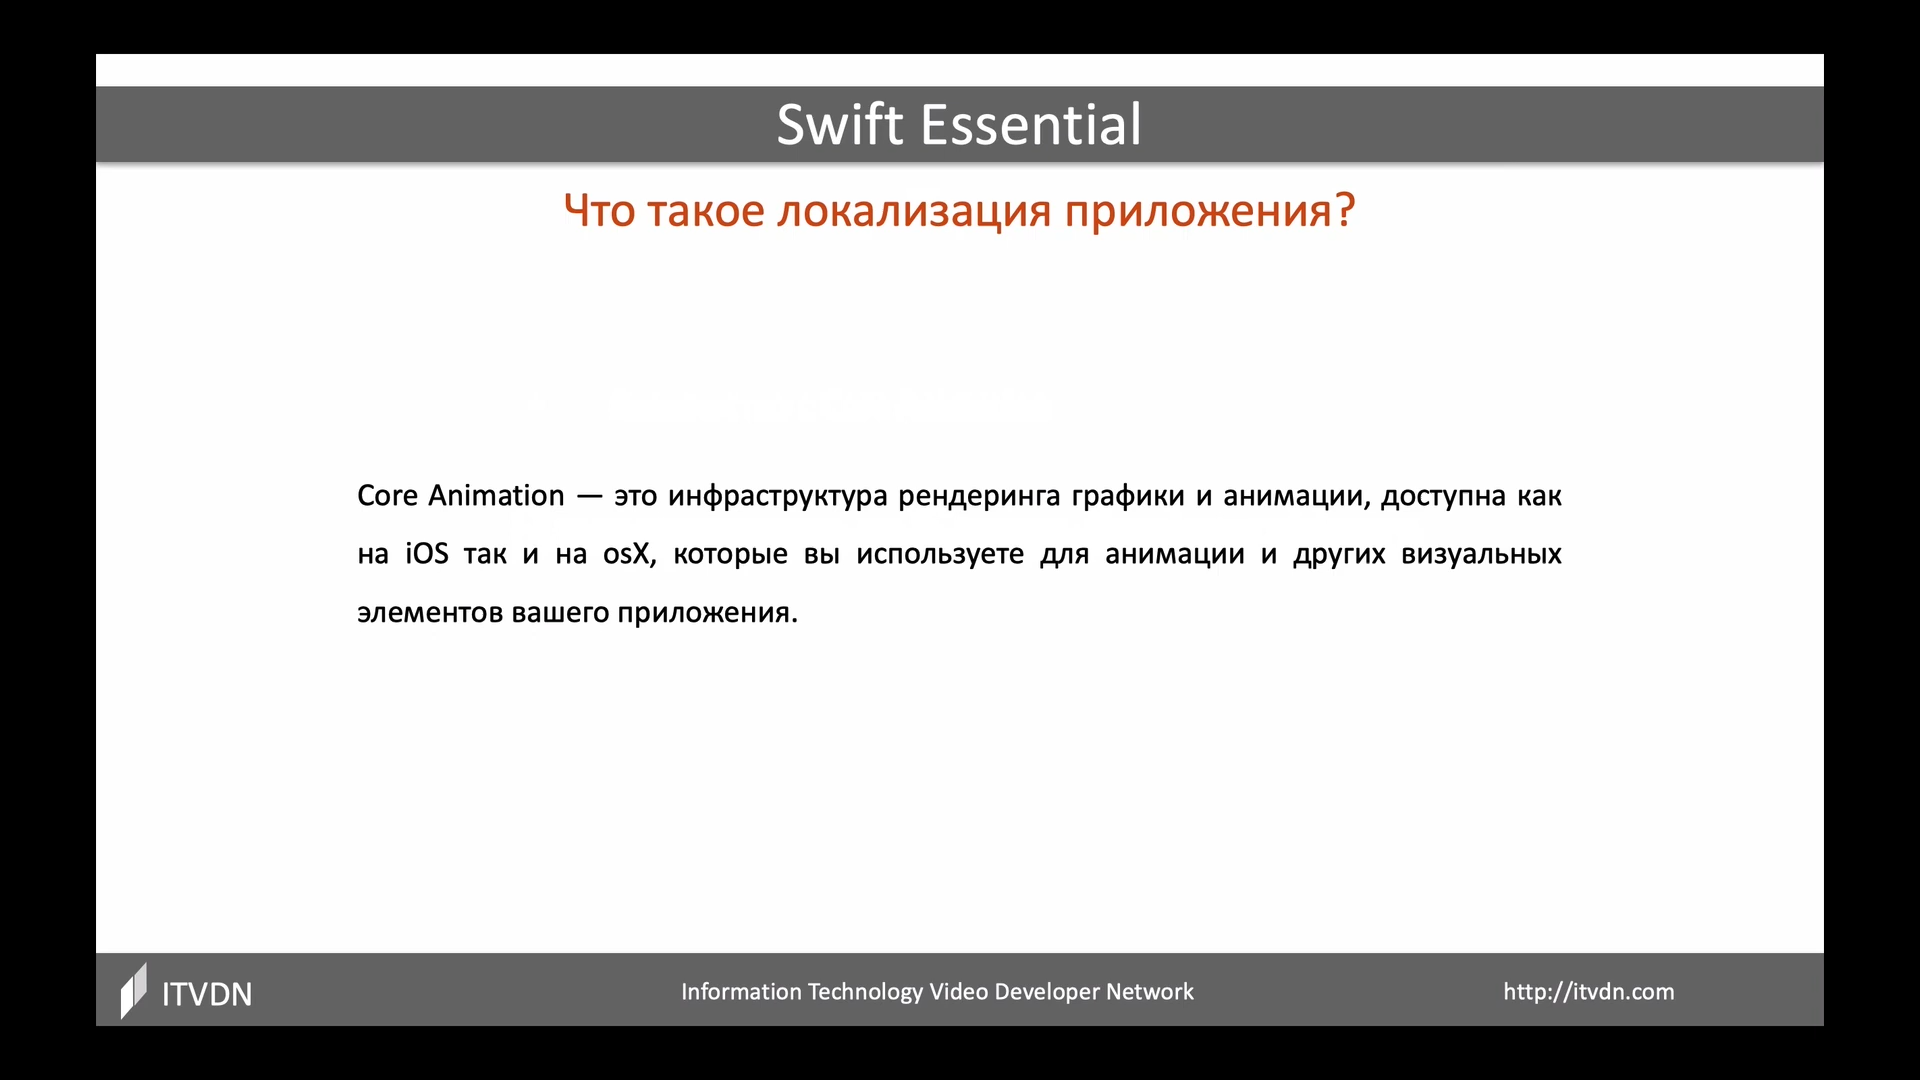 Swift Essential
Что такое локализация приложения?
Core Animation — это инфраструктура рендеринга графики и анимации, доступна как
на iOS так и на osX, которые вы используете для анимации и других визуальных
элементов вашего приложения.
ITVDN
Information Technology Video Developer Network
http://itvdn.com